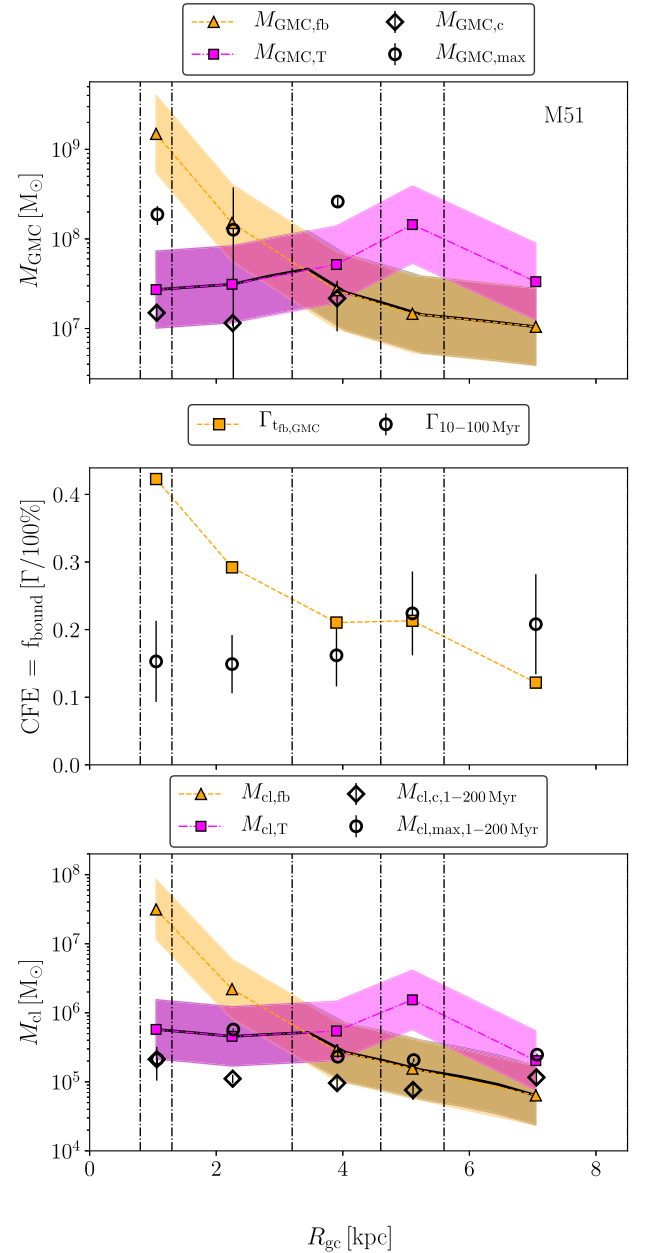 M_GMC,fb M_GMC,c
M_GMC,T M_GMC,max
M51
M_GMC [M_⊙]
10^9
10^8
10^7
Γ_t_fb,GMC Γ_10−100 Myr
CFE = f_bound [Γ/100%]
0.4
0.3
0.2
0.1
0.0
M_cl,fb M_cl,c,1−200 Myr
M_cl,T M_cl,max,1−200 Myr
M_cl [M_⊙]
10^8
10^7
10^6
10^5
10^4
0 2 4 6 8
R_gc [kpc]